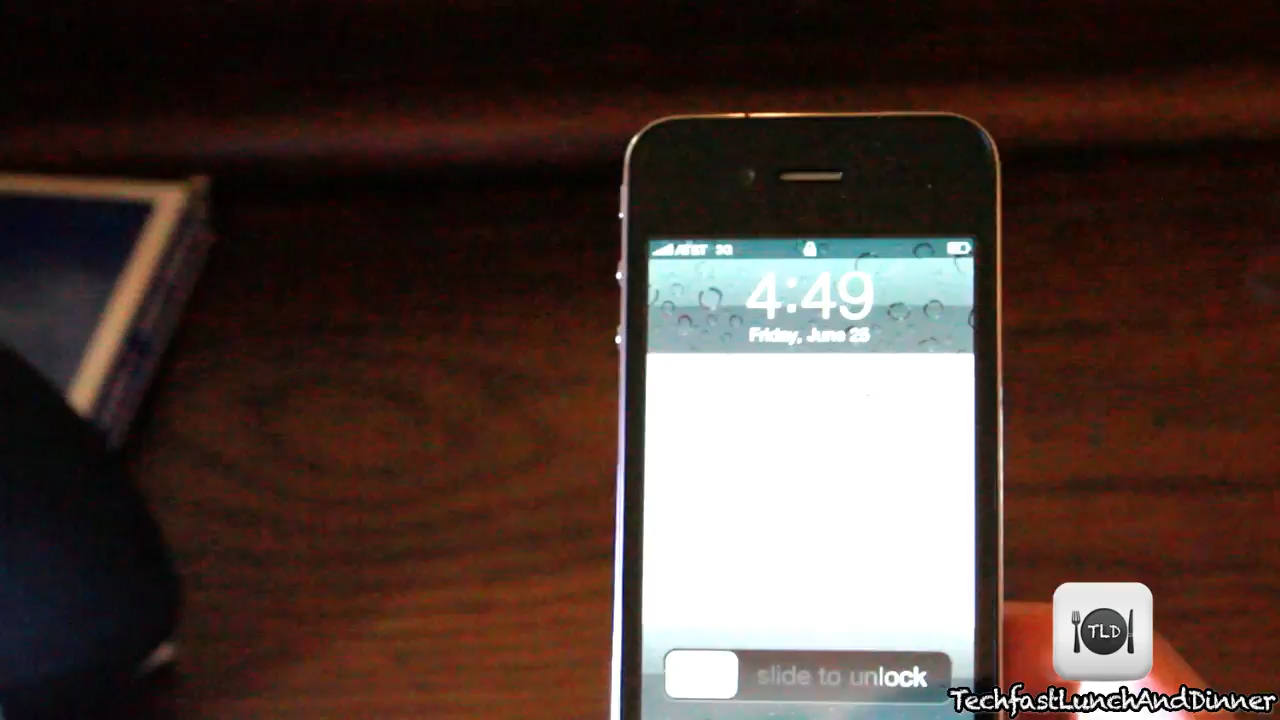 AT&T 3G
4:49
Friday, June 25
slide to unlock
TLD
TechfastLunchAndDinner